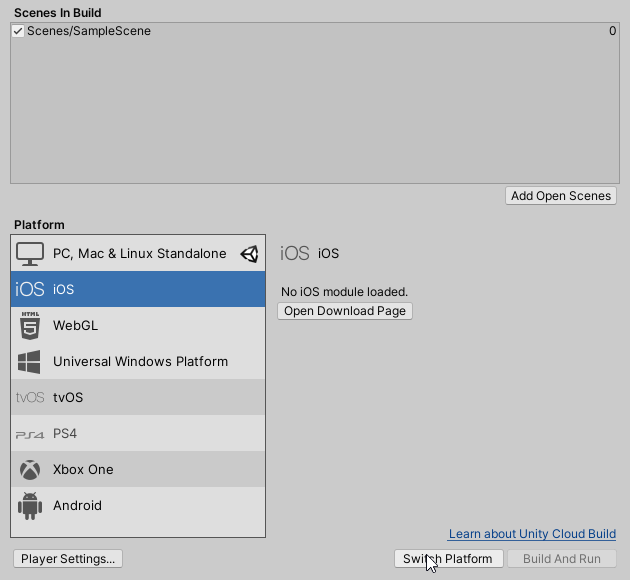 Scenes In Build
Scenes/SampleScene 0
Add Open Scenes
Platform
PC, Mac & Linux Standalone
iOS iOS
HTML 5 WebGL
Universal Windows Platform
tvOS tvOS
PS4 PS4
Xbox One
Android
iOS iOS
No iOS module loaded.
Open Download Page
Learn about Unity Cloud Build
Player Settings...
Switch Platform
Build And Run